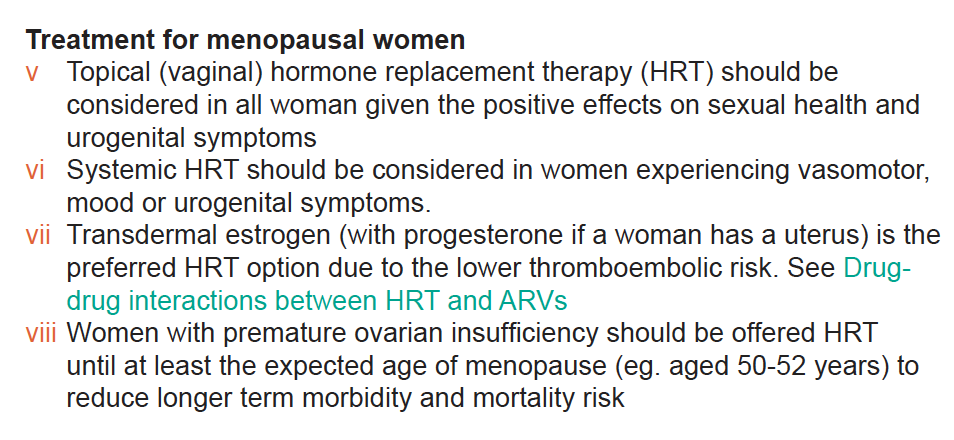 Treatment for menopausal women
v Topical (vaginal) hormone replacement therapy (HRT) should be
considered in all woman given the positive effects on sexual health and
urogenital symptoms
vi Systemic HRT should be considered in women experiencing vasomotor,
mood or urogenital symptoms.
vii Transdermal estrogen (with progesterone if a woman has a uterus) is the
preferred HRT option due to the lower thromboembolic risk. See Drug-
drug interactions between HRT and ARVs
viii Women with premature ovarian insufficiency should be offered HRT
until at least the expected age of menopause (eg. aged 50-52 years) to
reduce longer term morbidity and mortality risk